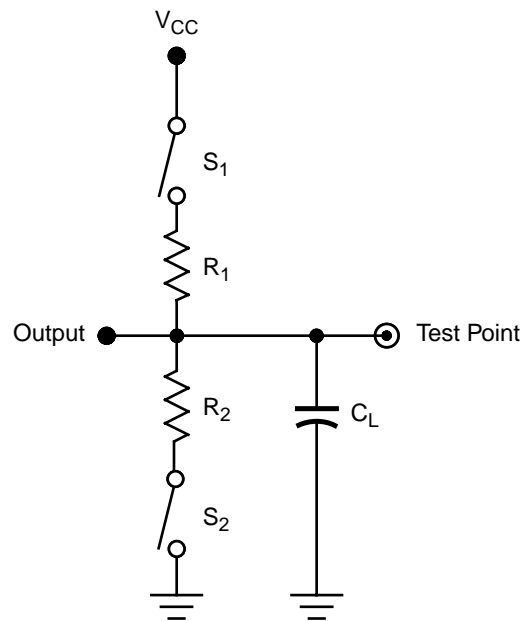 VCC
S1
R1
Output
Test Point
R2
CL
S2